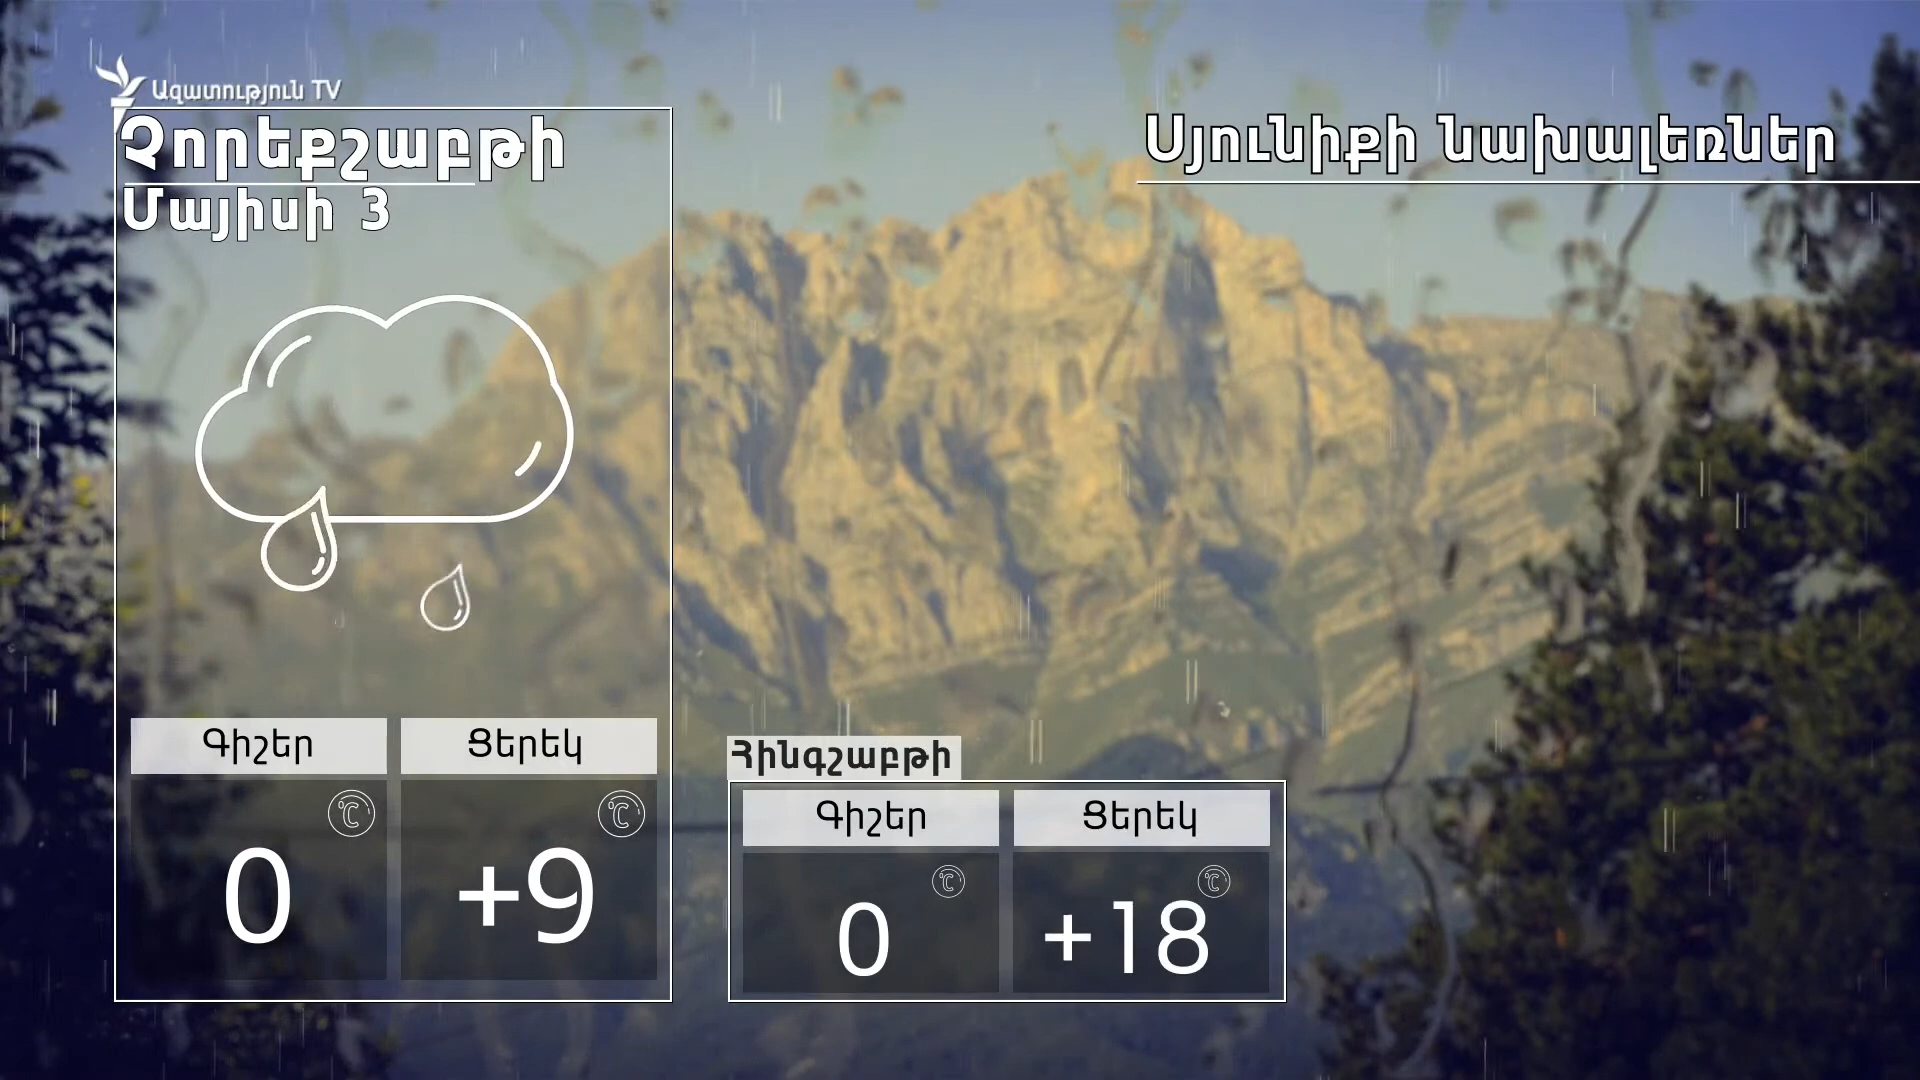 Ազատություն TV
Չորեքշաբթի
Մայիսի 3
Սյունիքի նախալեռներ
Գիշեր
Ցերեկ
°C
°C
0
+9
Հինգշաբթի
Գիշեր
Ցերեկ
°C
°C
0
+18